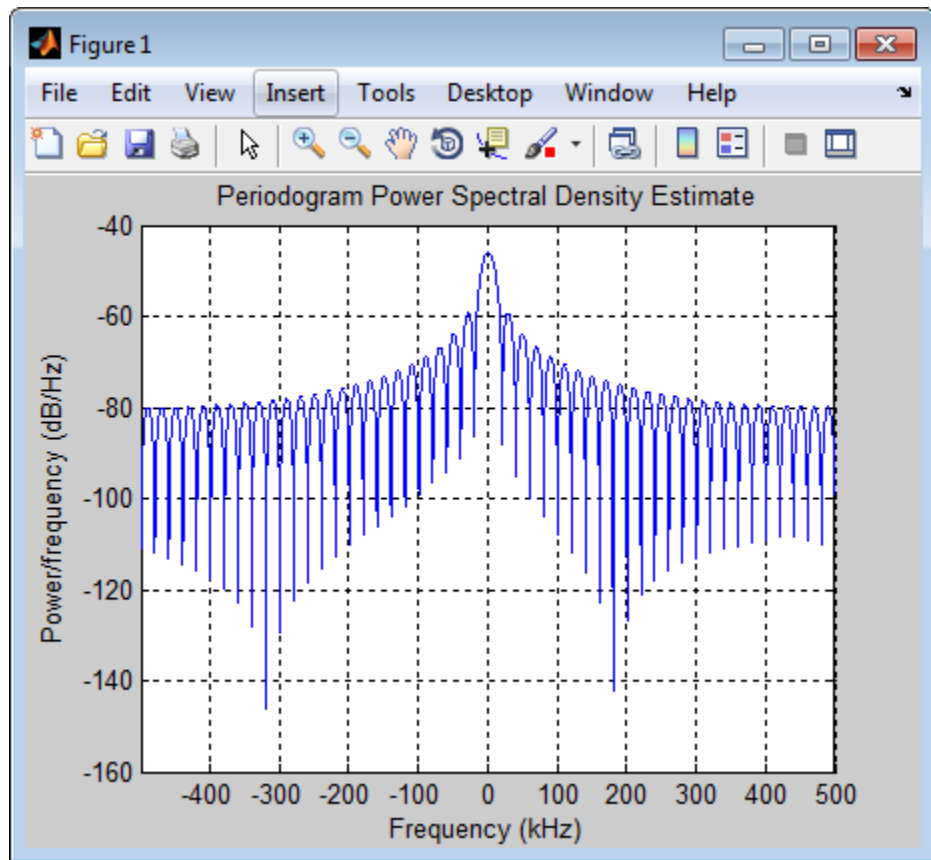 Figure 1
File Edit View Insert Tools Desktop Window Help
Periodogram Power Spectral Density Estimate
-40
-60
-80
-100
-120
-140
-160
Power/frequency (dB/Hz)
-400 -300 -200 -100 0 100 200 300 400 500
Frequency (kHz)